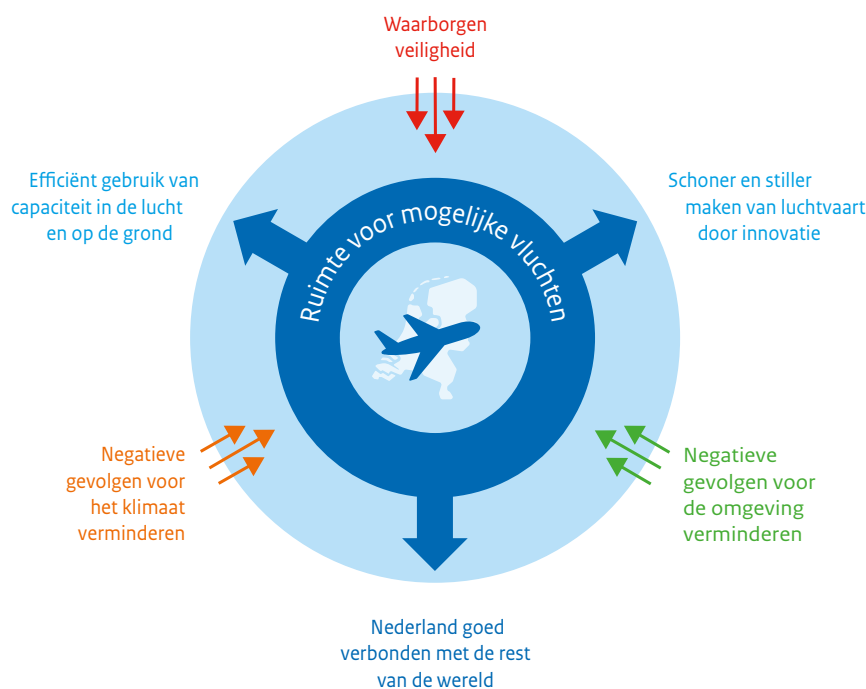 Waarborgen
veiligheid
Efficiënt gebruik van
capaciteit in de lucht
en op de grond
Schoner en stiller
maken van luchtvaart
door innovatie
Ruimte voor mogelijke vluchten
Negatieve
gevolgen voor
het klimaat
verminderen
Negatieve
gevolgen voor
de omgeving
verminderen
Nederland goed
verbonden met de rest
van de wereld